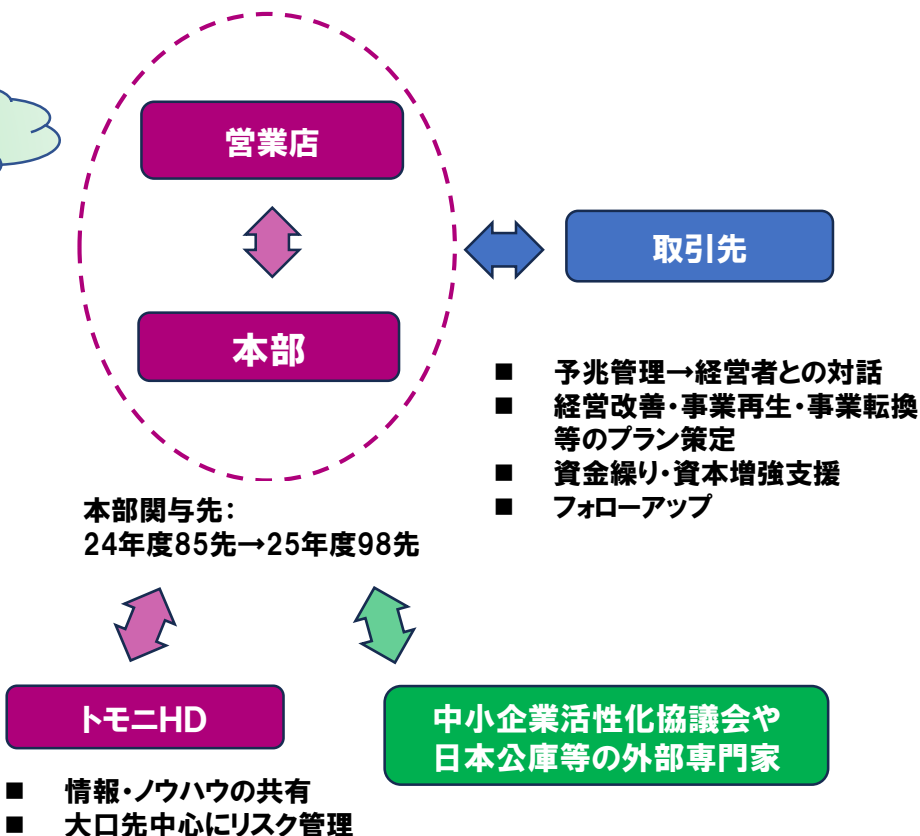 営業店
本部
取引先
■ 予兆管理→経営者との対話
■ 経営改善・事業再生・事業転換
等のプラン策定
■ 資金繰り・資本増強支援
■ フォローアップ
本部関与先:
24年度85先→25年度98先
トモニHD
■ 情報・ノウハウの共有
■ 大口先中心にリスク管理
中小企業活性化協議会や
日本公庫等の外部専門家